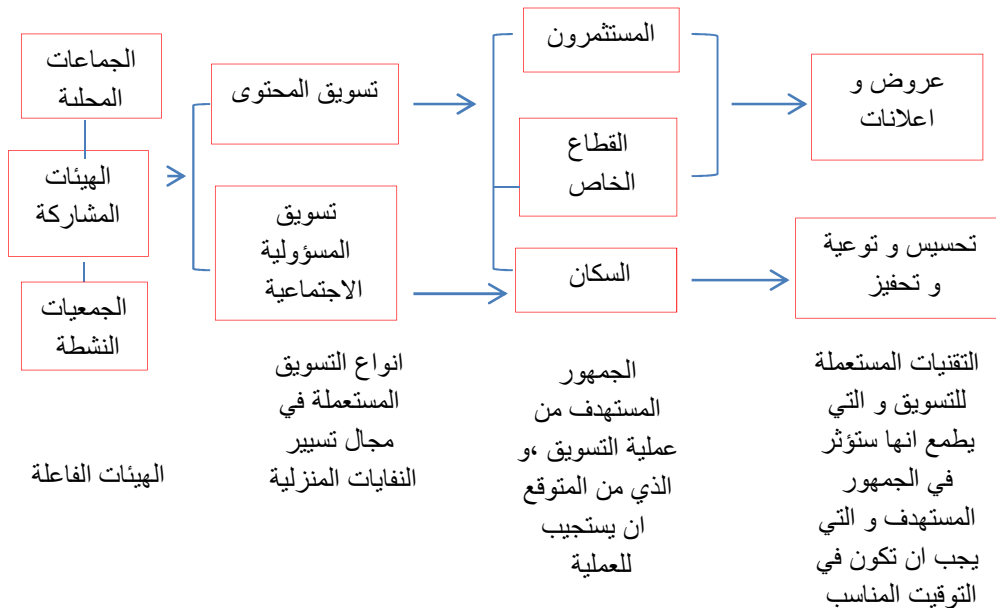 الجماعات
المحلية
الهيئات
المشاركة
الجمعيات
النشطة
الهيئات الفاعلة
تسويق المحتوى
تسويق
المسؤولية
الاجتماعية
انواع التسويق
المستعملة في
مجال تسيير
النفايات المنزلية
المستثمرون
القطاع
الخاص
السكان
الجمهور
المستهدف من
عملية التسويق ،و
الذي من المتوقع
ان يستجيب
للعملية
عروض و
اعلانات
تحسيس و توعية
و تحفيز
التقنيات المستعملة
للتسويق و التي
يطمع انها ستؤثر
في الجمهور
المستهدف و التي
يجب ان تكون في
التوقيت المناسب